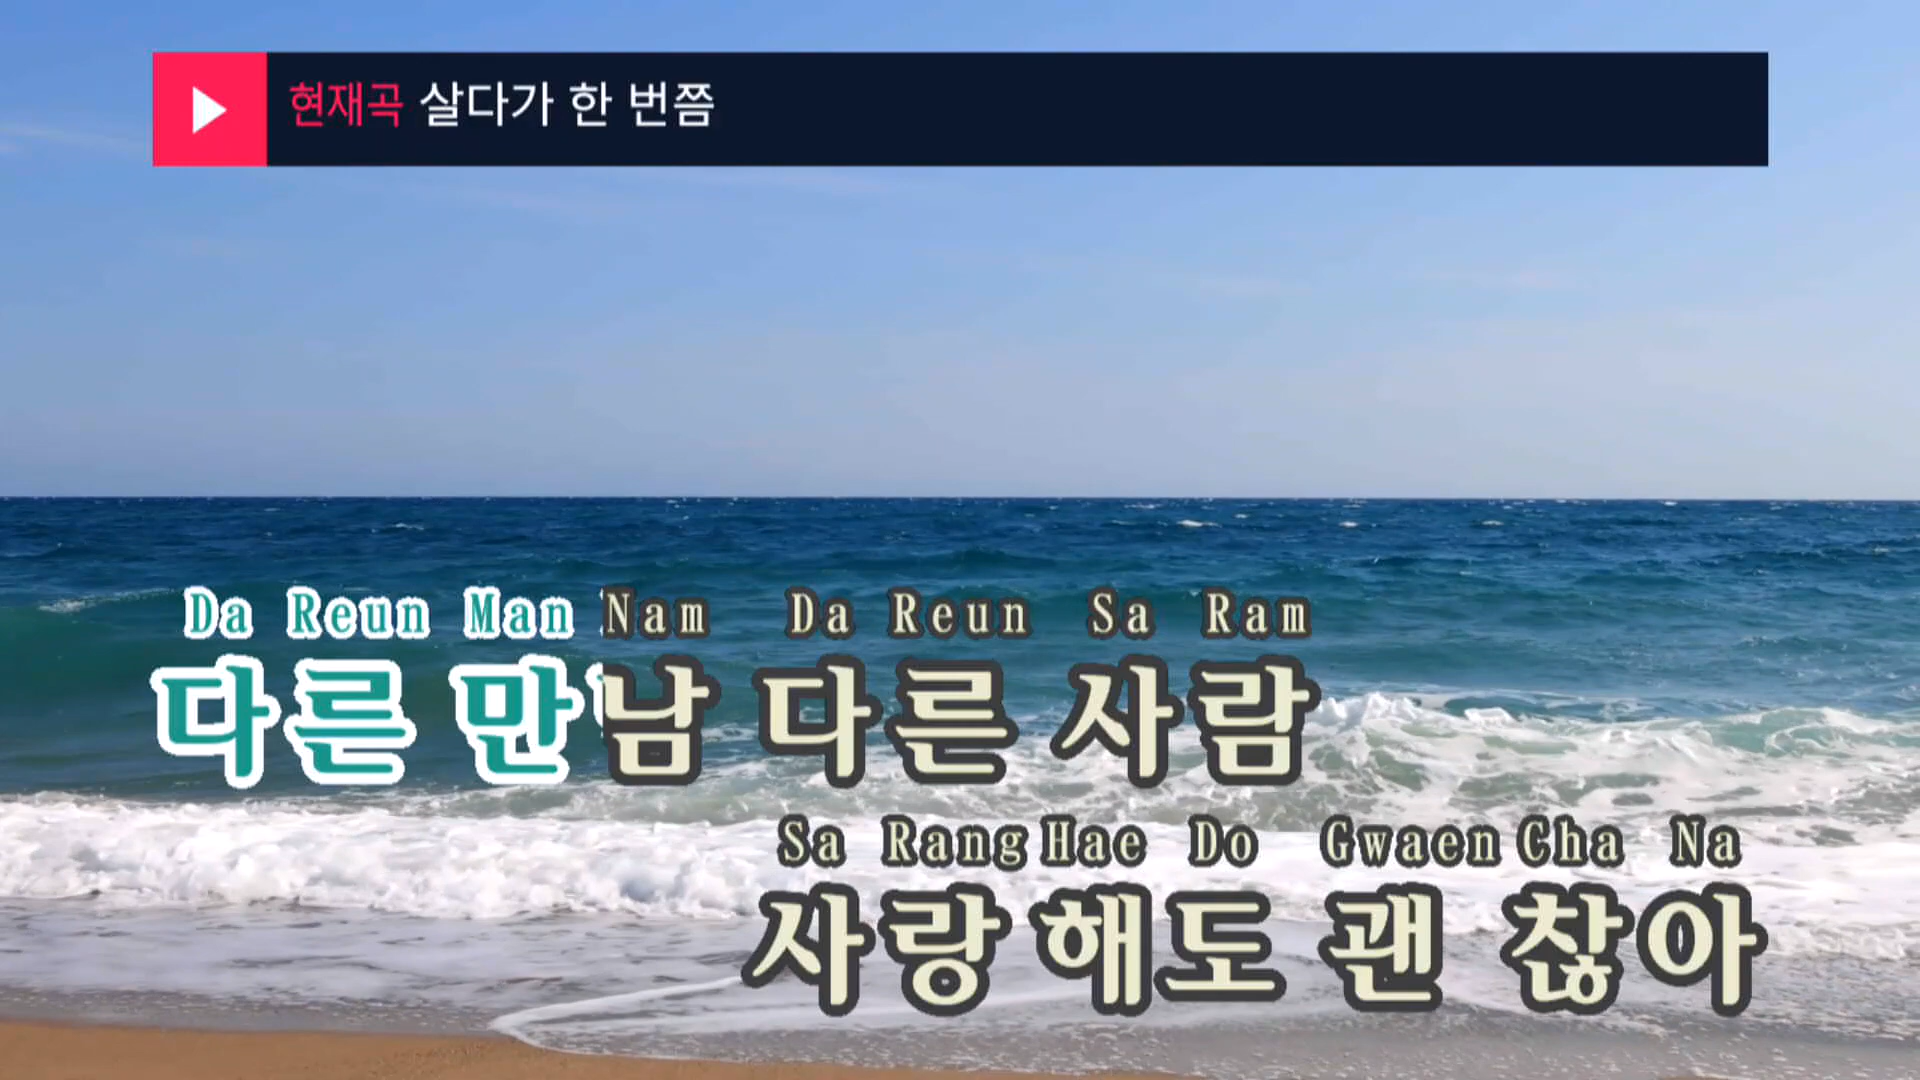 현재곡 살다가 한 번쯤
Da Reun Man Nam Da Reun Sa Ram
다른 만남 다른 사람
Sa Rang Hae Do Gwaen Cha Na
사랑해도 괜찮아